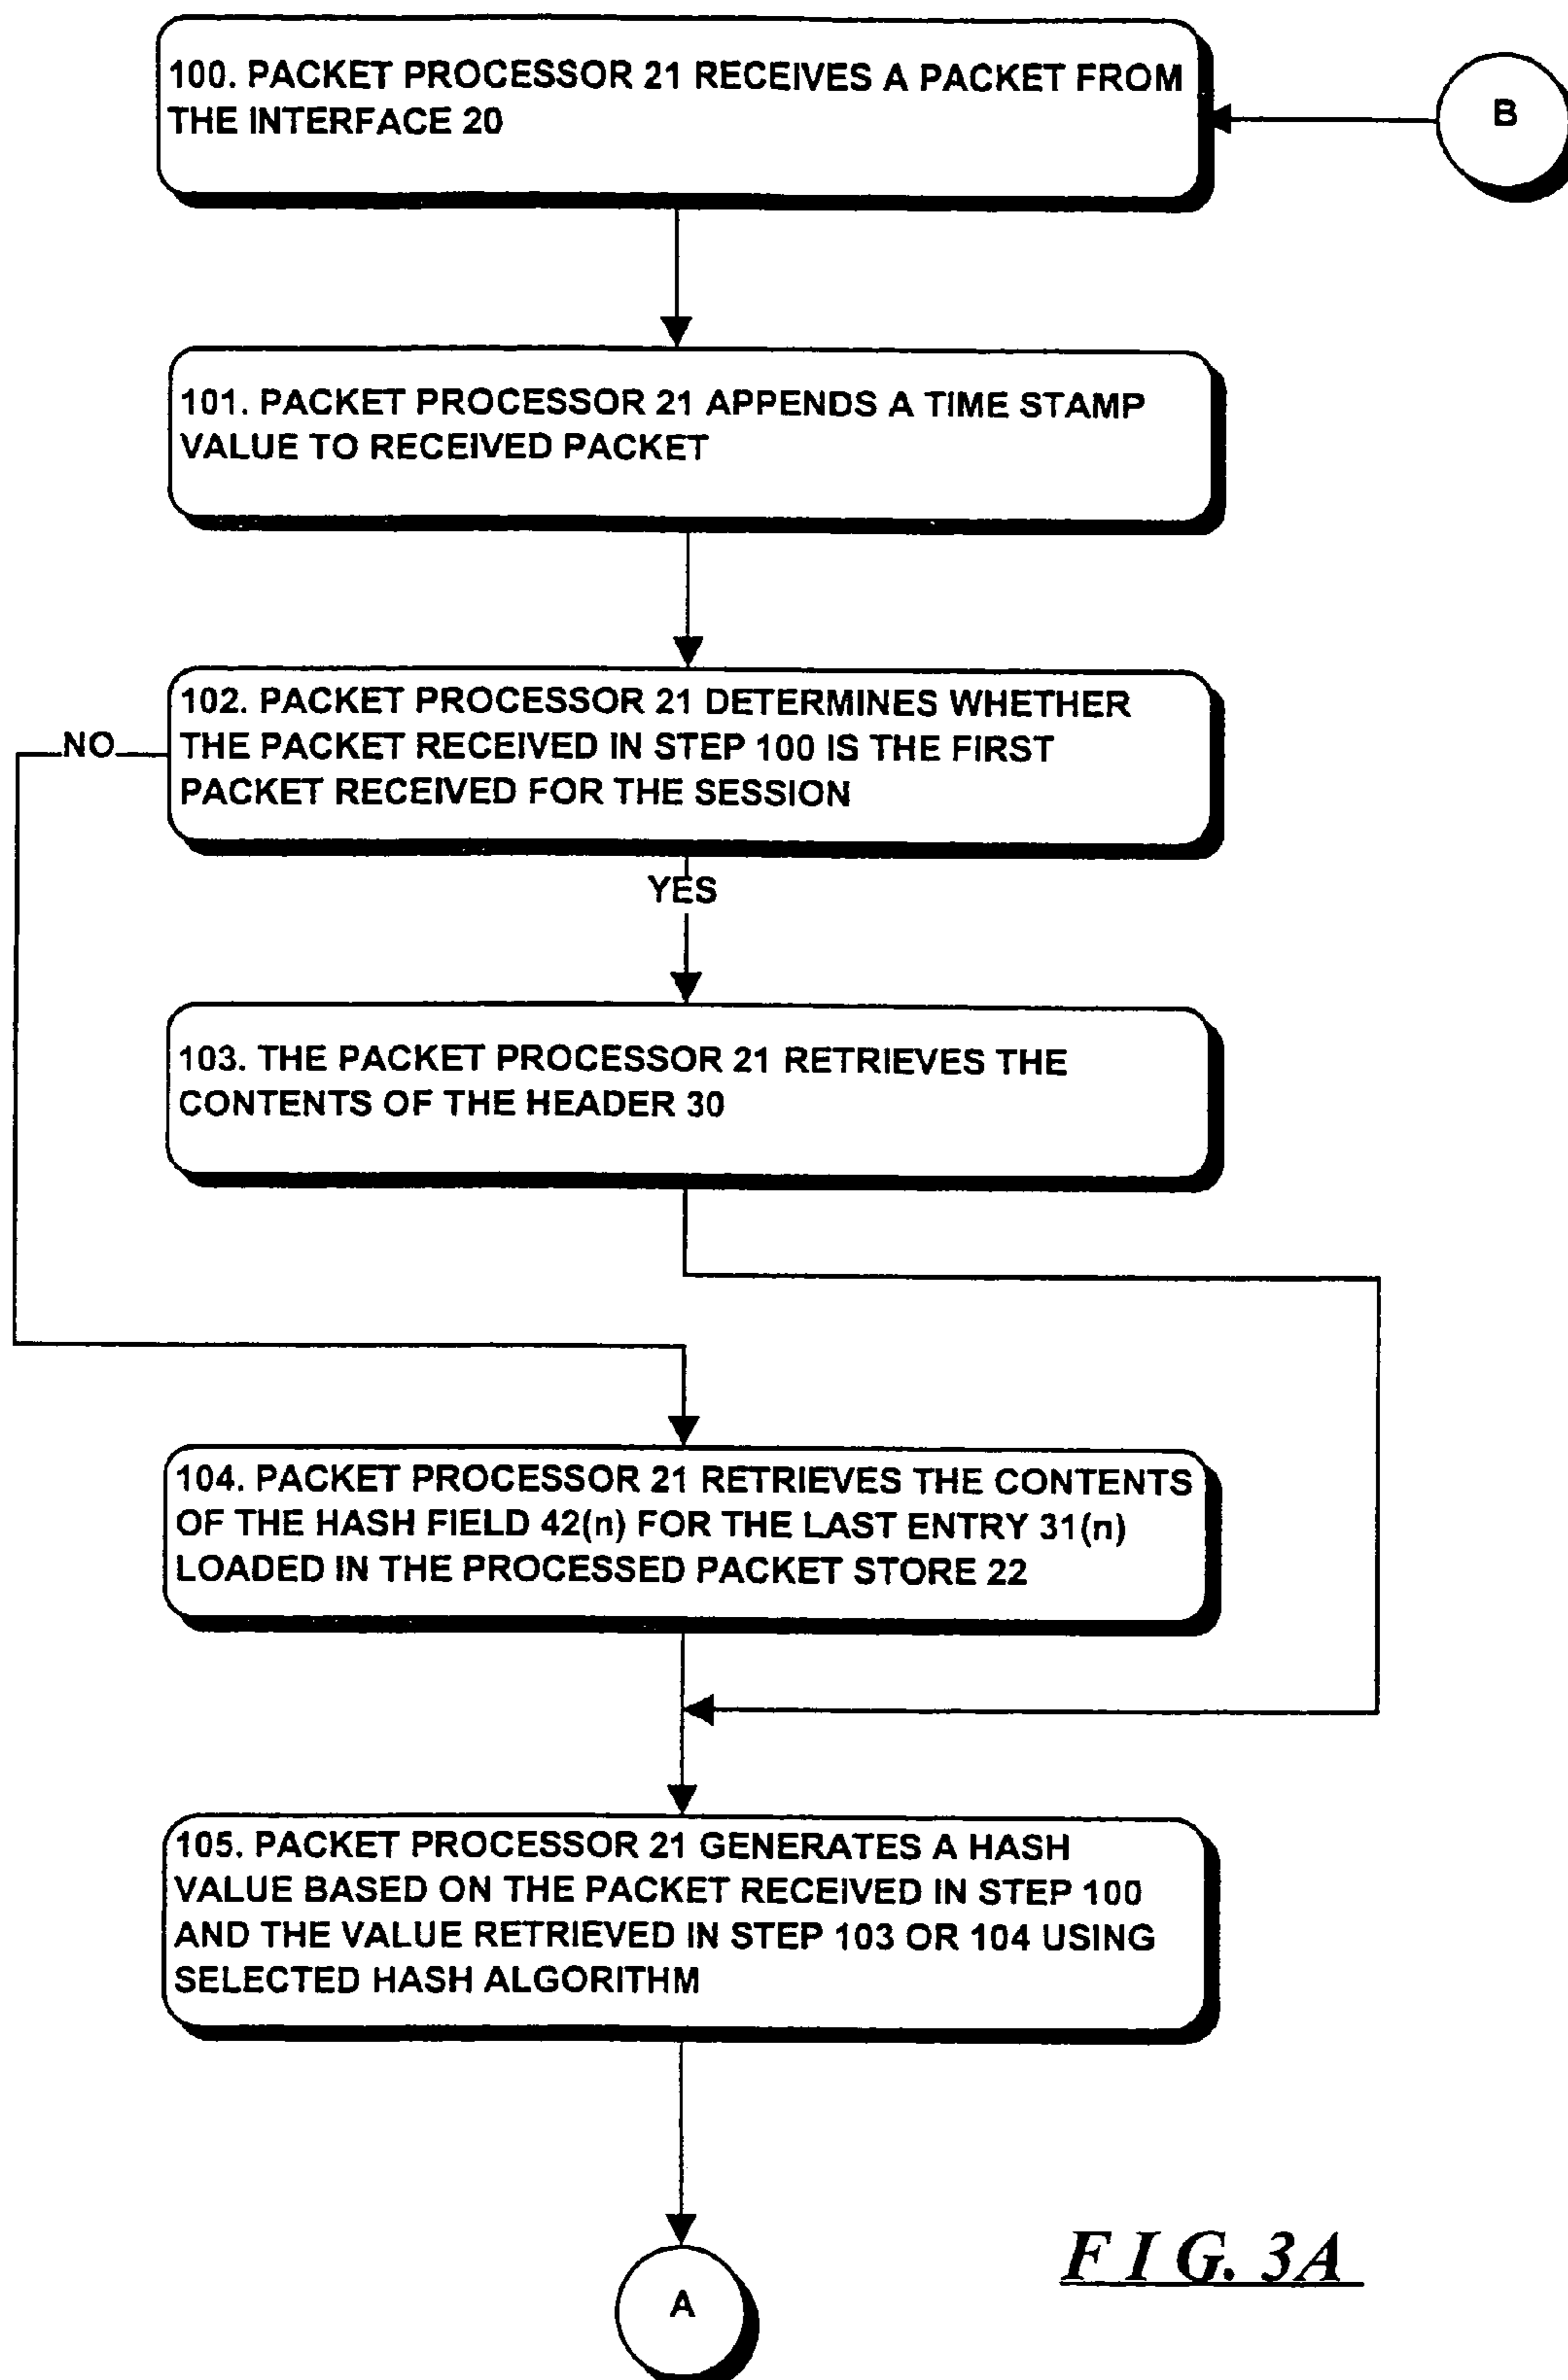 100. PACKET PROCESSOR 21 RECEIVES A PACKET FROM
THE INTERFACE 20
B
101. PACKET PROCESSOR 21 APPENDS A TIME STAMP
VALUE TO RECEIVED PACKET
102. PACKET PROCESSOR 21 DETERMINES WHETHER
THE PACKET RECEIVED IN STEP 100 IS THE FIRST
PACKET RECEIVED FOR THE SESSION
NO
YES
103. THE PACKET PROCESSOR 21 RETRIEVES THE
CONTENTS OF THE HEADER 30
104. PACKET PROCESSOR 21 RETRIEVES THE CONTENTS
OF THE HASH FIELD 42(n) FOR THE LAST ENTRY 31(n)
LOADED IN THE PROCESSED PACKET STORE 22
105. PACKET PROCESSOR 21 GENERATES A HASH
VALUE BASED ON THE PACKET RECEIVED IN STEP 100
AND THE VALUE RETRIEVED IN STEP 103 OR 104 USING
SELECTED HASH ALGORITHM
A
FIG. 3A